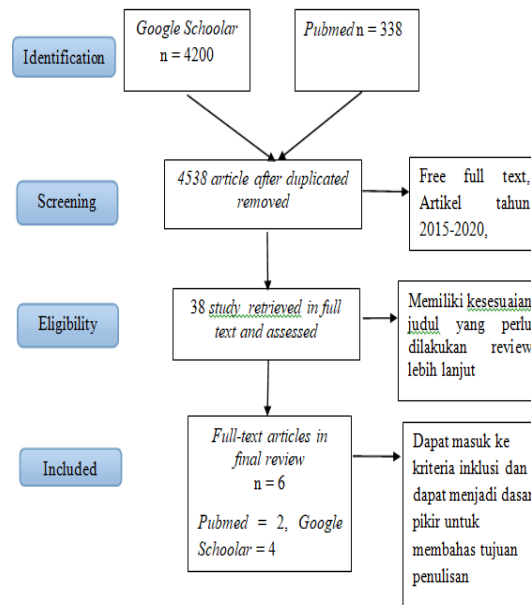 Identification
Google Schoolar
n = 4200
Pubmed n = 338
Screening
4538 article after duplicated
removed
Free full text,
Artikel tahun
2015-2020,
Eligibility
38 study retrieved in full
text and assessed
Memiliki kesesuaian
judul yang perlu
dilakukan review
lebih lanjut
Included
Full-text articles in
final review
n = 6
Pubmed = 2, Google
Schoolar = 4
Dapat masuk ke
kriteria inklusi dan
dapat menjadi dasar
pikir untuk
membahas tujuan
penulisan